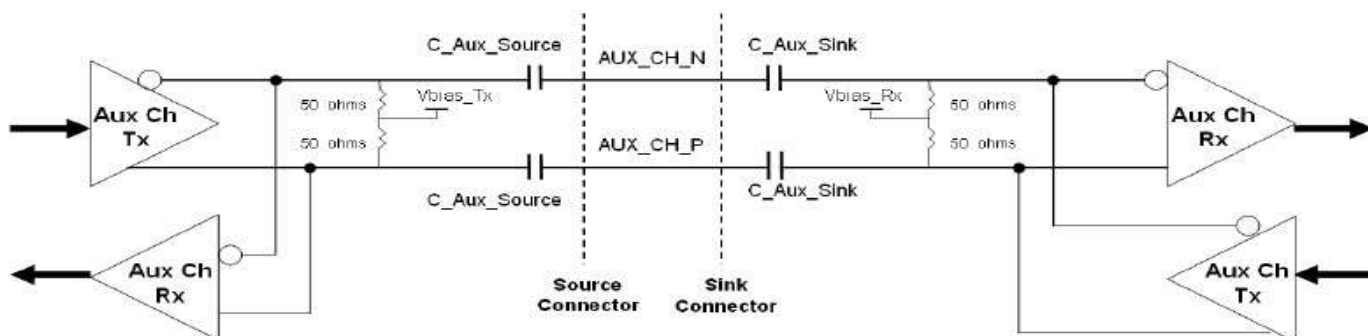 C_Aux_Source
AUX_CH_N
C_Aux_Sink
Aux Ch
Tx
50 ohms
Vbias_Tx
50 ohms
Vbias_Rx
50 ohms
50 ohms
Aux Ch
Rx
AUX_CH_P
C_Aux_Source
C_Aux_Sink
Aux Ch
Rx
Source
Connector
Sink
Connector
Aux Ch
Tx